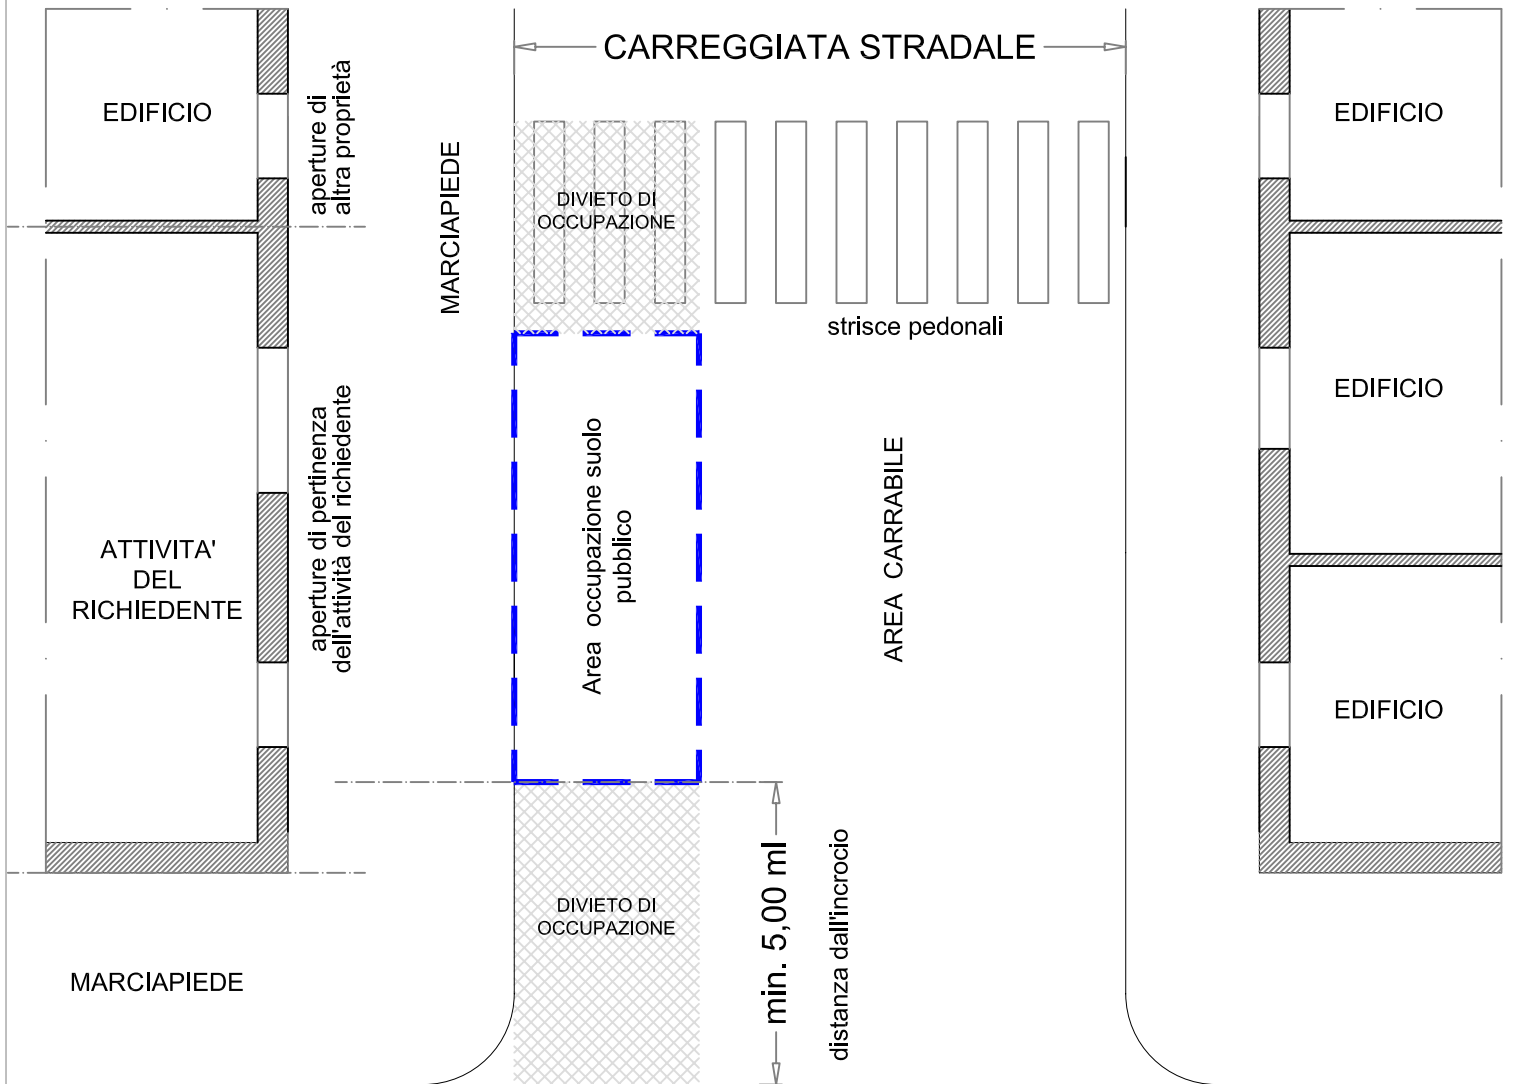 CARREGGIATA STRADALE
EDIFICIO
aperture di
altra proprietà
MARCIAPIEDE
DIVIETO DI
OCCUPAZIONE
strisce pedonali
EDIFICIO
ATTIVITA'
DEL
RICHIEDENTE
aperture di pertinenza
dell'attività del richiedente
Area occupazione suolo
pubblico
AREA CARRABILE
EDIFICIO
EDIFICIO
MARCIAPIEDE
DIVIETO DI
OCCUPAZIONE
min. 5,00 ml
distanza dall'incrocio